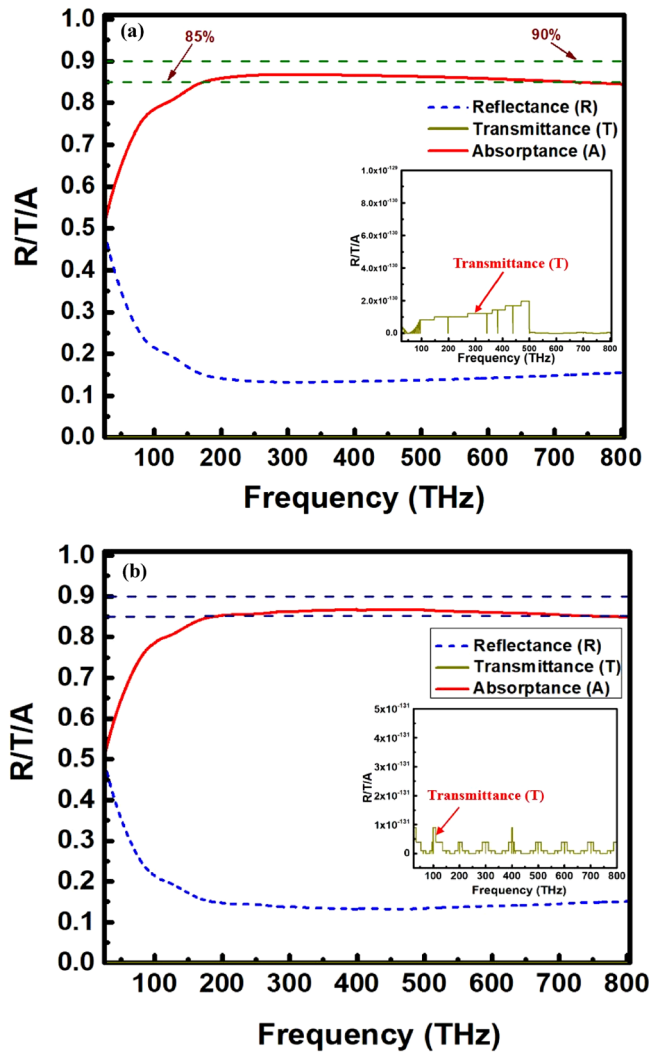 (a)
85%
90%
1.0
0.9
0.8
0.7
0.6
0.5
0.4
0.3
0.2
0.1
0.0
R/T/A
Reflectance (R)
Transmittance (T)
Absorptance (A)
1.0x10-129
8.0x10-130
6.0x10-130
4.0x10-130
2.0x10-130
0.0
R/T/A
Transmittance (T)
100 200 300 400 500 600 700 800
Frequency (THz)
100 200 300 400 500 600 700 800
Frequency (THz)
(b)
1.0
0.9
0.8
0.7
0.6
0.5
0.4
0.3
0.2
0.1
0.0
R/T/A
Reflectance (R)
Transmittance (T)
Absorptance (A)
5x10-131
4x10-131
3x10-131
2x10-131
1x10-131
0
R/T/A
Transmittance (T)
100 200 300 400 500 600 700 800
Frequency (THz)
100 200 300 400 500 600 700 800
Frequency (THz)